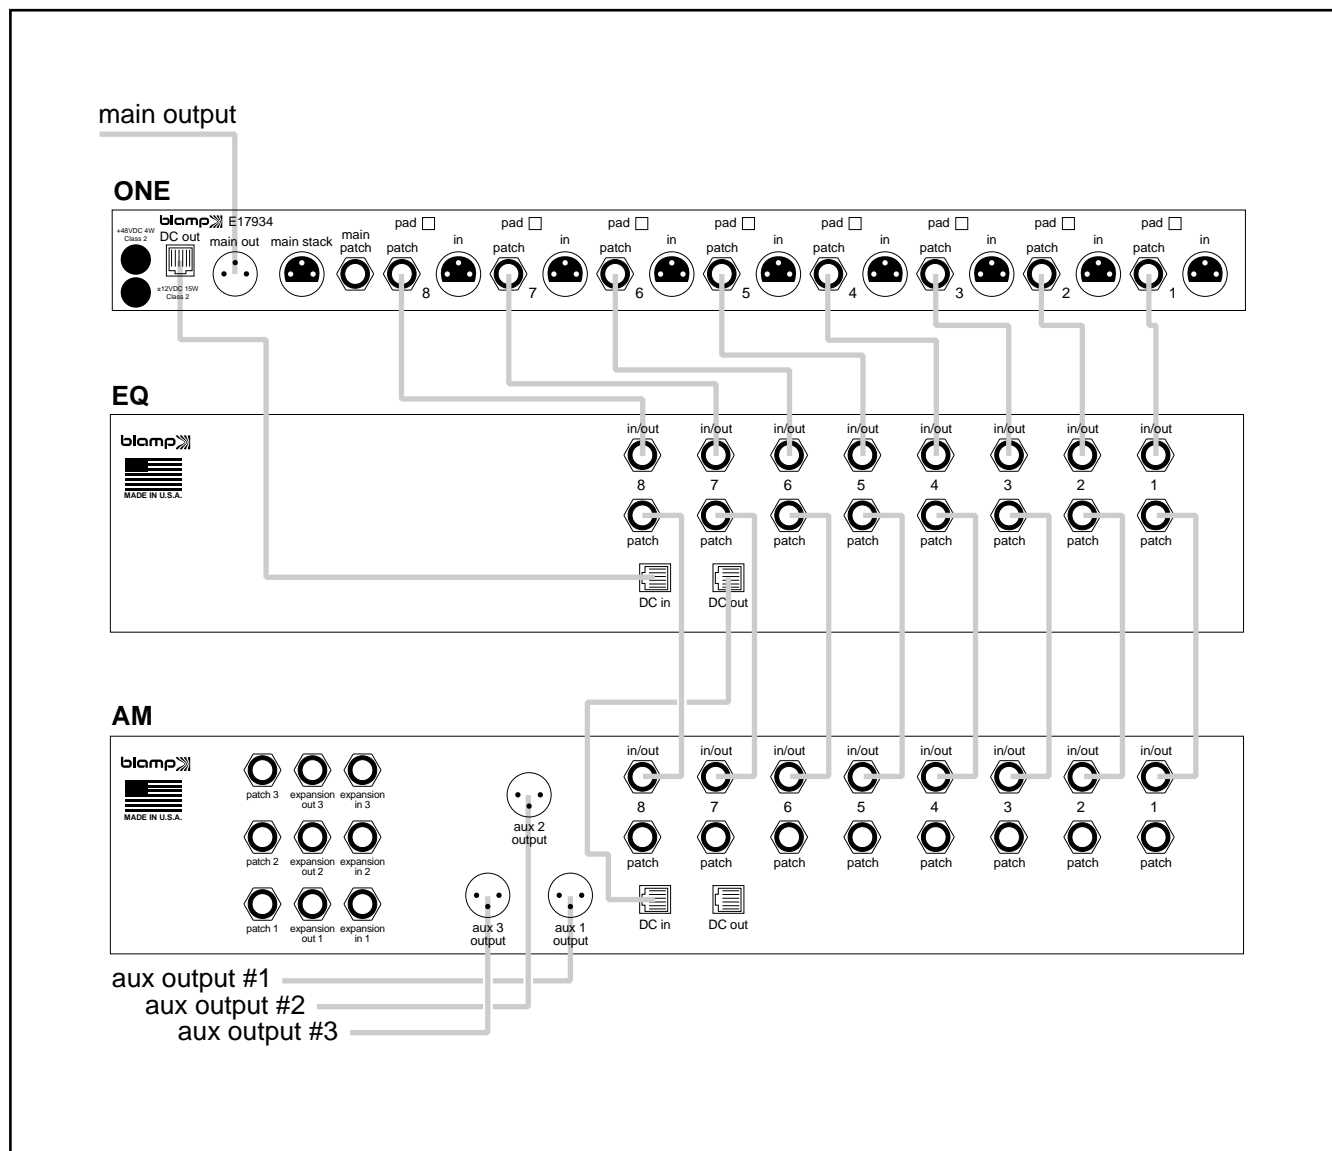 main output
ONE
blamp E17934
pad pad pad pad pad pad pad pad
+48VDC 4W
Class 2
DC out main out main stack main
patch patch in patch in patch in patch in patch in patch in patch in patch in
±12VDC 15W
Class 2
8 7 6 5 4 3 2 1
EQ
blamp
MADE IN U.S.A.
in/out in/out in/out in/out in/out in/out in/out in/out
8 7 6 5 4 3 2 1
patch patch patch patch patch patch patch patch
DC in DC out
AM
blamp
MADE IN U.S.A.
in/out in/out in/out in/out in/out in/out in/out in/out
patch 3 expansion
out 3 expansion
in 3
8 7 6 5 4 3 2 1
aux 2
output
patch 2 expansion
out 2 expansion
in 2
patch patch patch patch patch patch patch patch
patch 1 expansion
out 1 expansion
in 1
aux 3
output
aux 1
output
DC in DC out
aux output #1
aux output #2
aux output #3